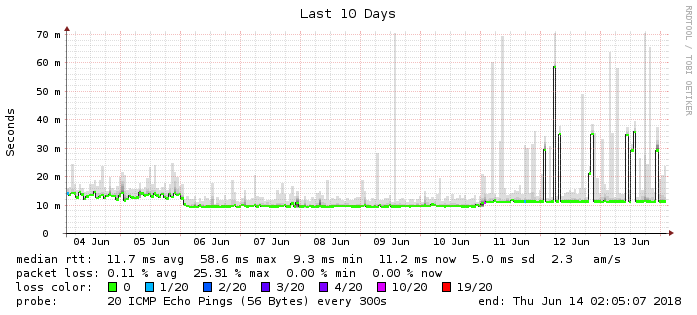 Last 10 Days
RRDTOOL / TOBI OETIKER
Seconds
70 m
60 m
50 m
40 m
30 m
20 m
10 m
0
04 Jun 05 Jun 06 Jun 07 Jun 08 Jun 09 Jun 10 Jun 11 Jun 12 Jun 13 Jun
median rtt: 11.7 ms avg 58.6 ms max 9.3 ms min 11.2 ms now 5.0 ms sd 2.3 am/s
packet loss: 0.11 % avg 25.31 % max 0.00 % min 0.00 % now
loss color: 0 1/20 2/20 3/20 4/20 10/20 19/20
probe: 20 ICMP Echo Pings (56 Bytes) every 300s end: Thu Jun 14 02:05:07 2018